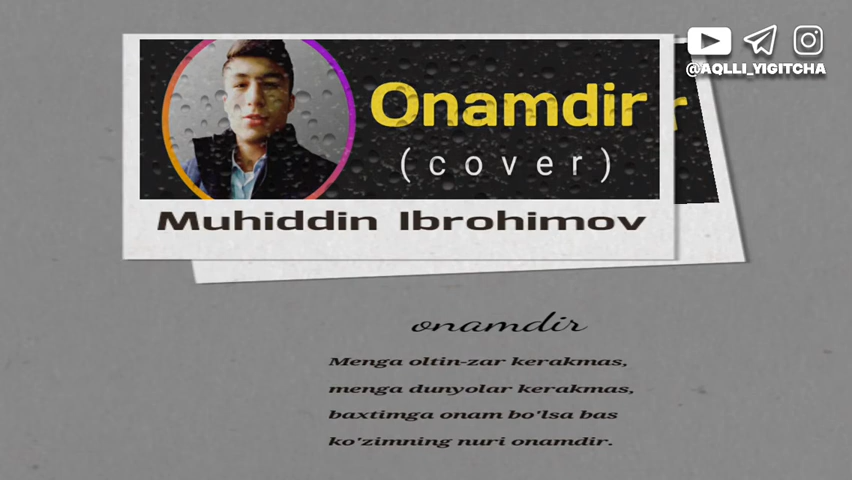 @AQLLI_YIGITCHA
Onamdir
r
(cover)
Muhiddin Ibrohimov
onamdir
Menga oltin-zar kerakmas,
menga dunyolar kerakmas,
baxtimga onam bo'lsa bas
ko'zimning nuri onamdir.